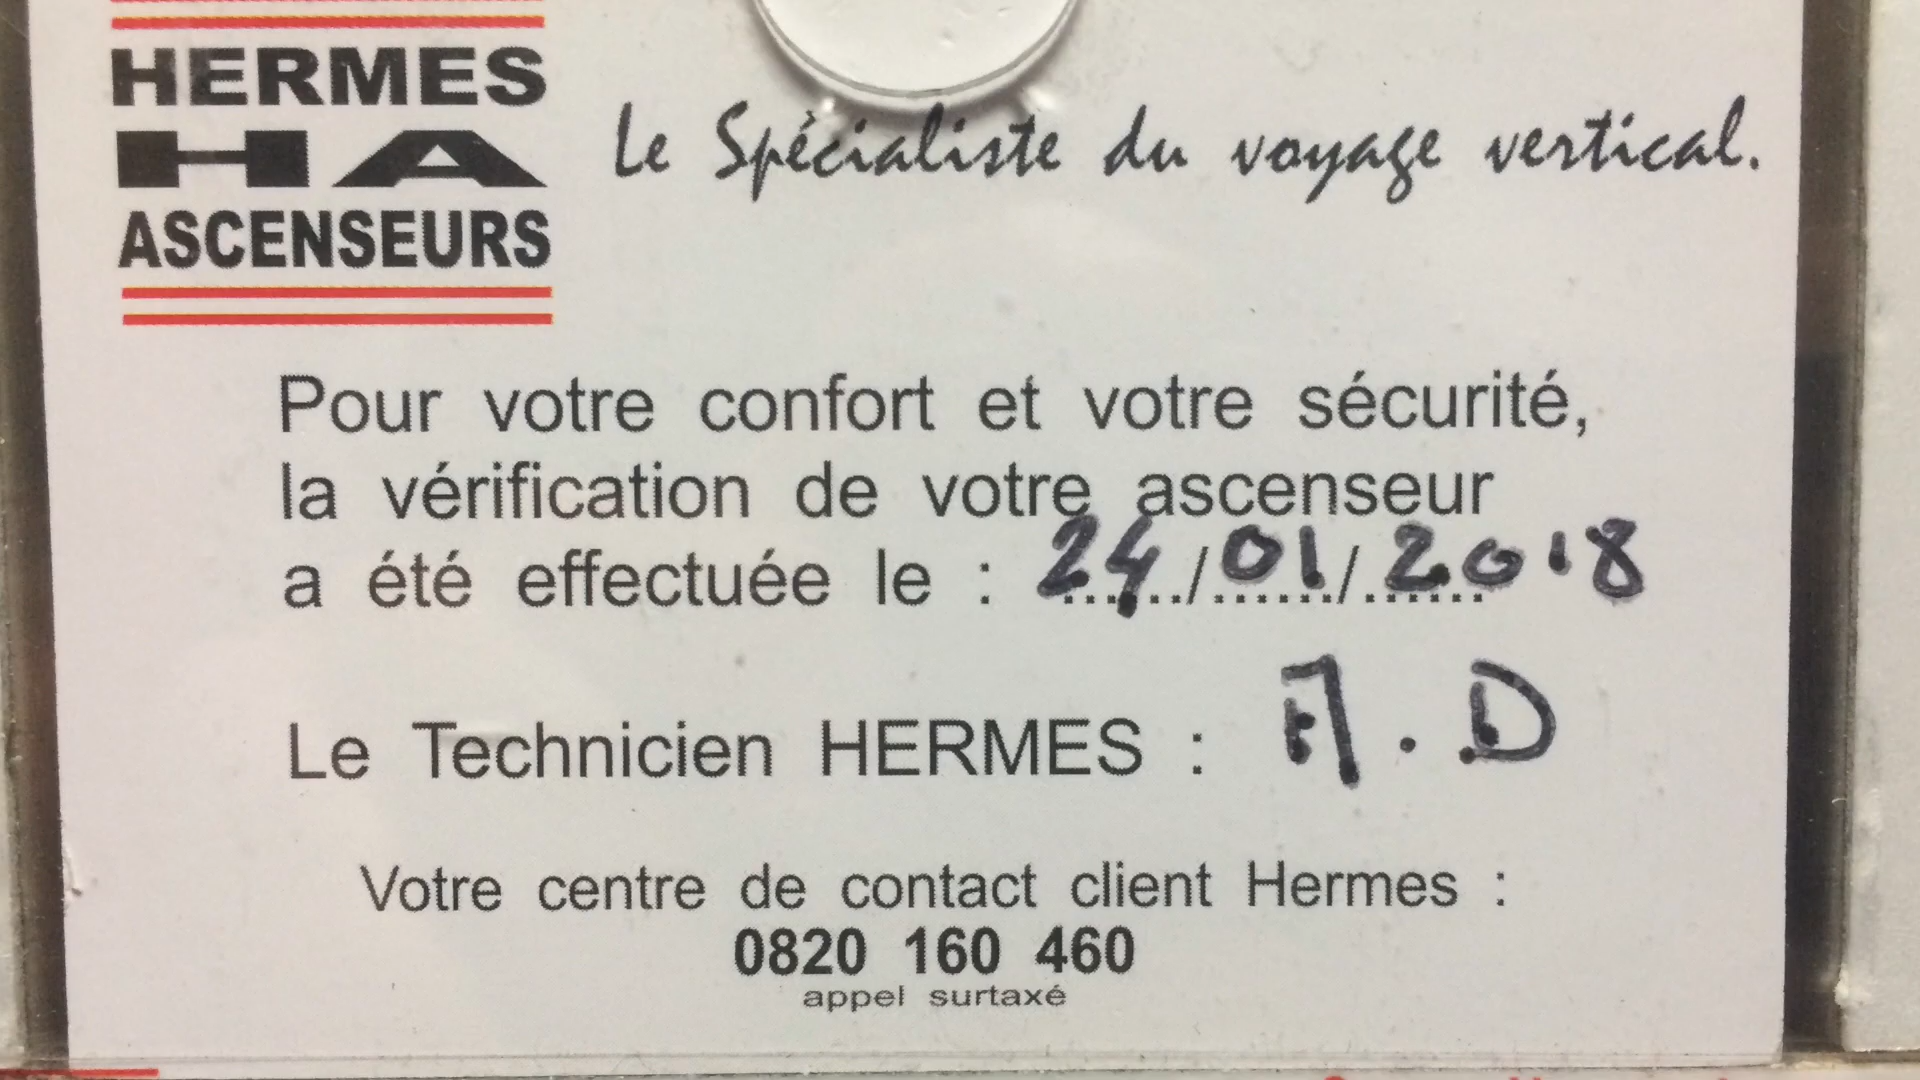 HERMES
HA
ASCENSEURS
Le Spécialiste du voyage vertical.
Pour votre confort et votre sécurité,
la vérification de votre ascenseur
a été effectuée le : 24/01/2018
Le Technicien HERMES : A.D
Votre centre de contact client Hermes :
0820 160 460
appel surtaxé